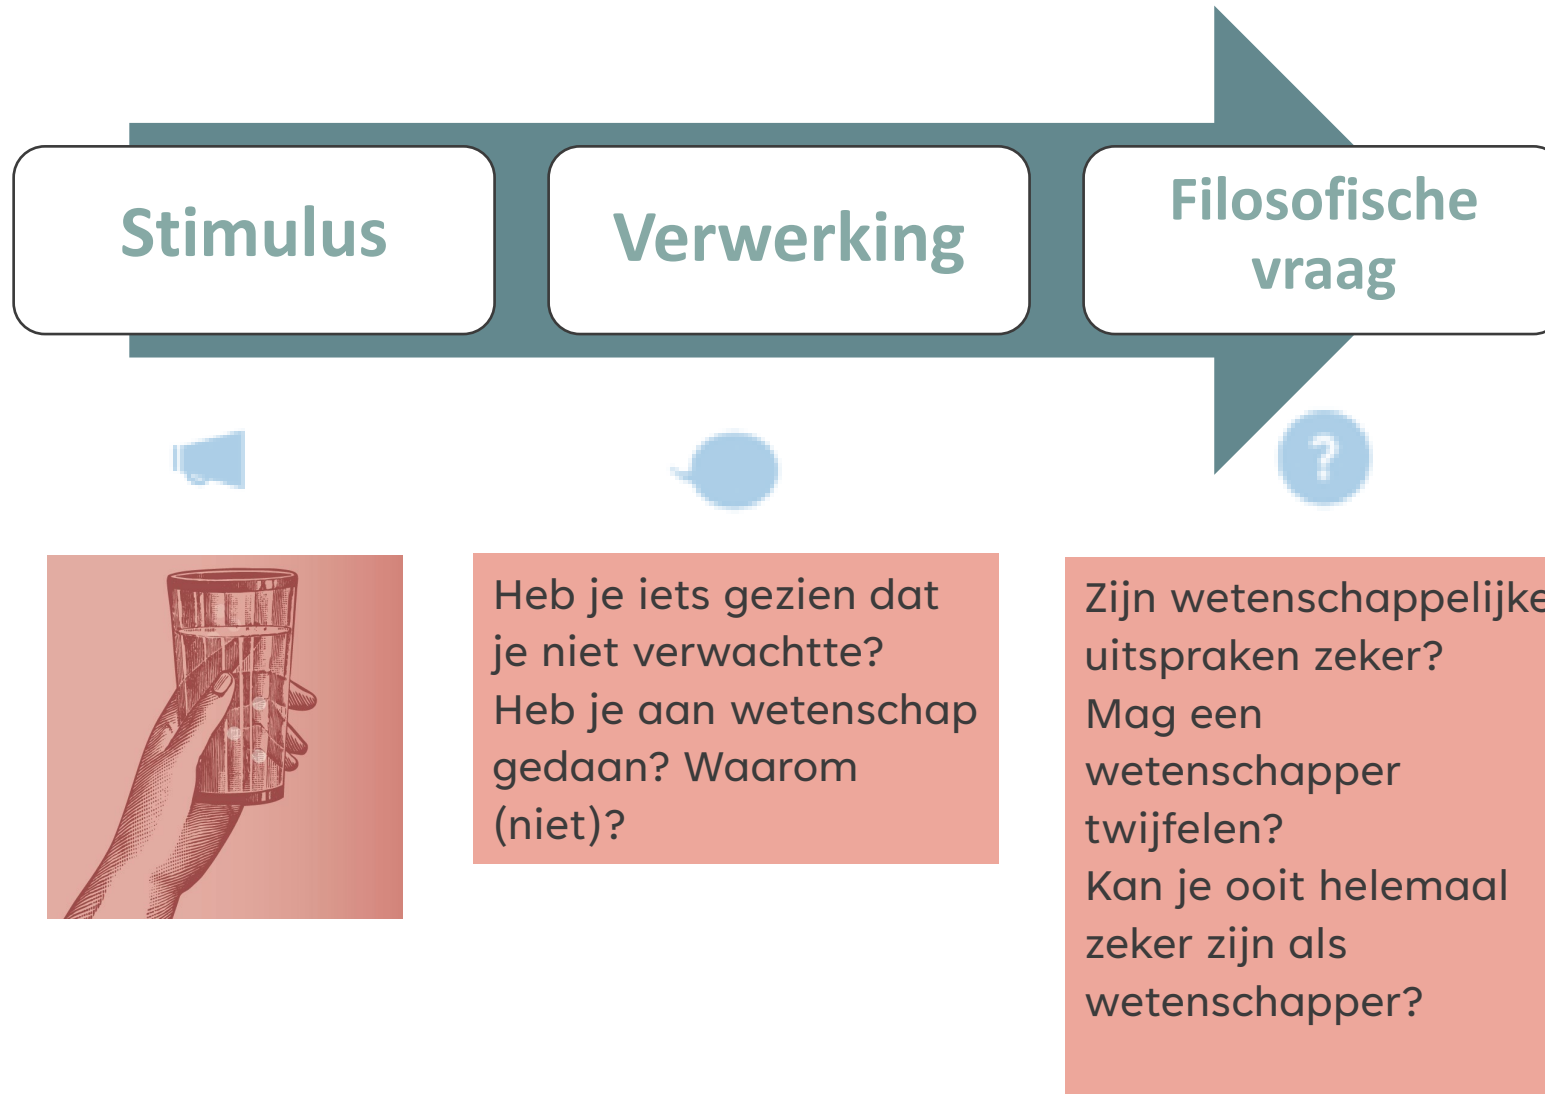 Stimulus
Verwerking
Filosofische
vraag
?
Heb je iets gezien dat
je niet verwachtte?
Heb je aan wetenschap
gedaan? Waarom
(niet)?
Zijn wetenschappelijke
uitspraken zeker?
Mag een
wetenschapper
twijfelen?
Kan je ooit helemaal
zeker zijn als
wetenschapper?